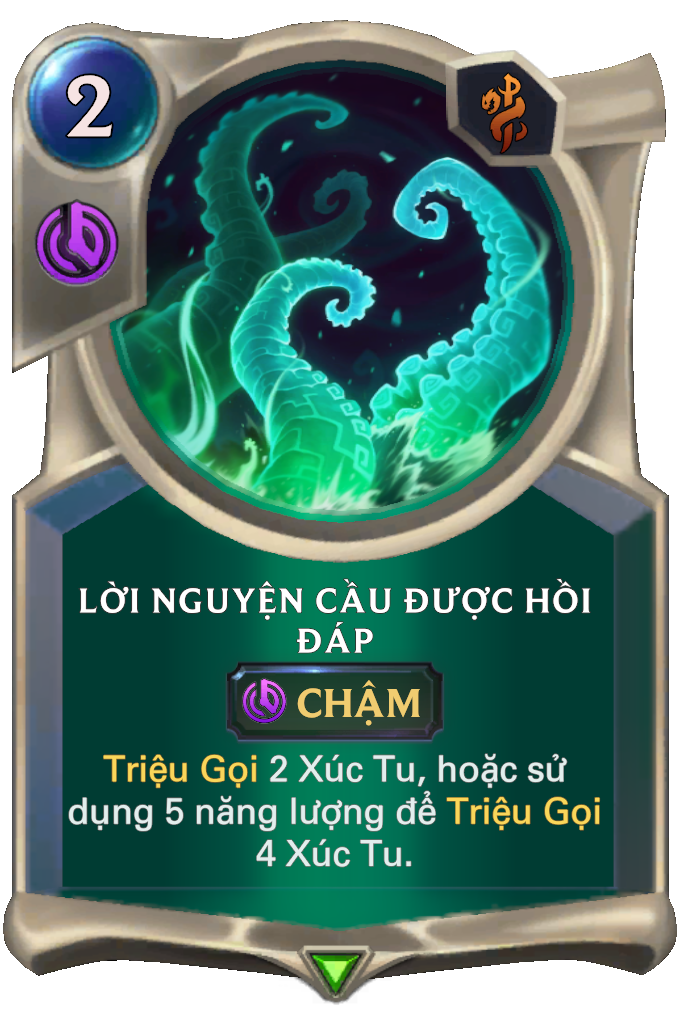 2
LỜI NGUYỆN CẦU ĐƯỢC HỒI
ĐÁP
CHẬM
Triệu Gọi 2 Xúc Tu, hoặc sử
dụng 5 năng lượng để Triệu Gọi
4 Xúc Tu.